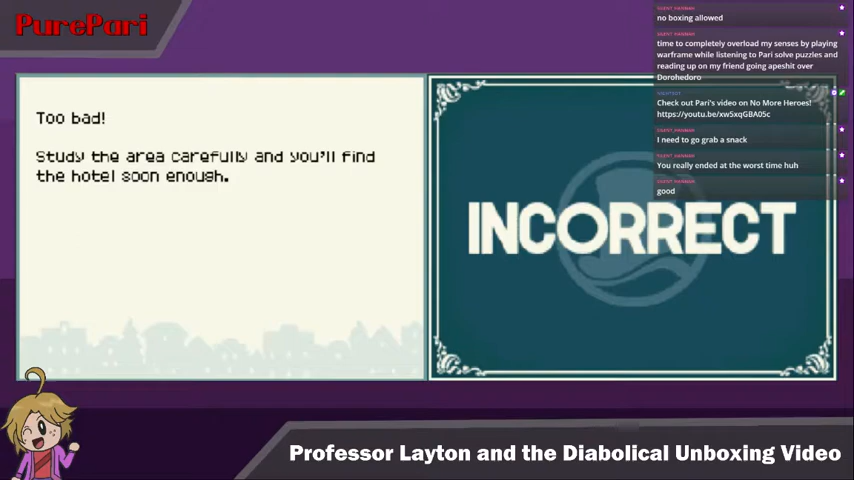 PurePari
Too bad!
Study the area carefully and you'll find
the hotel soon enough.
INCORRECT
no boxing allowed
time to completely overload my senses by playing
warframe while listening to Pari solve puzzles and
reading up on my friend going apeshit over
Dorohedoro
Check out Pari's video on No More Heroes!
https://youtu.be/xwSxqGBA05c
I need to go grab a snack
You really ended at the worst time huh
good
Professor Layton and the Diabolical Unboxing Video